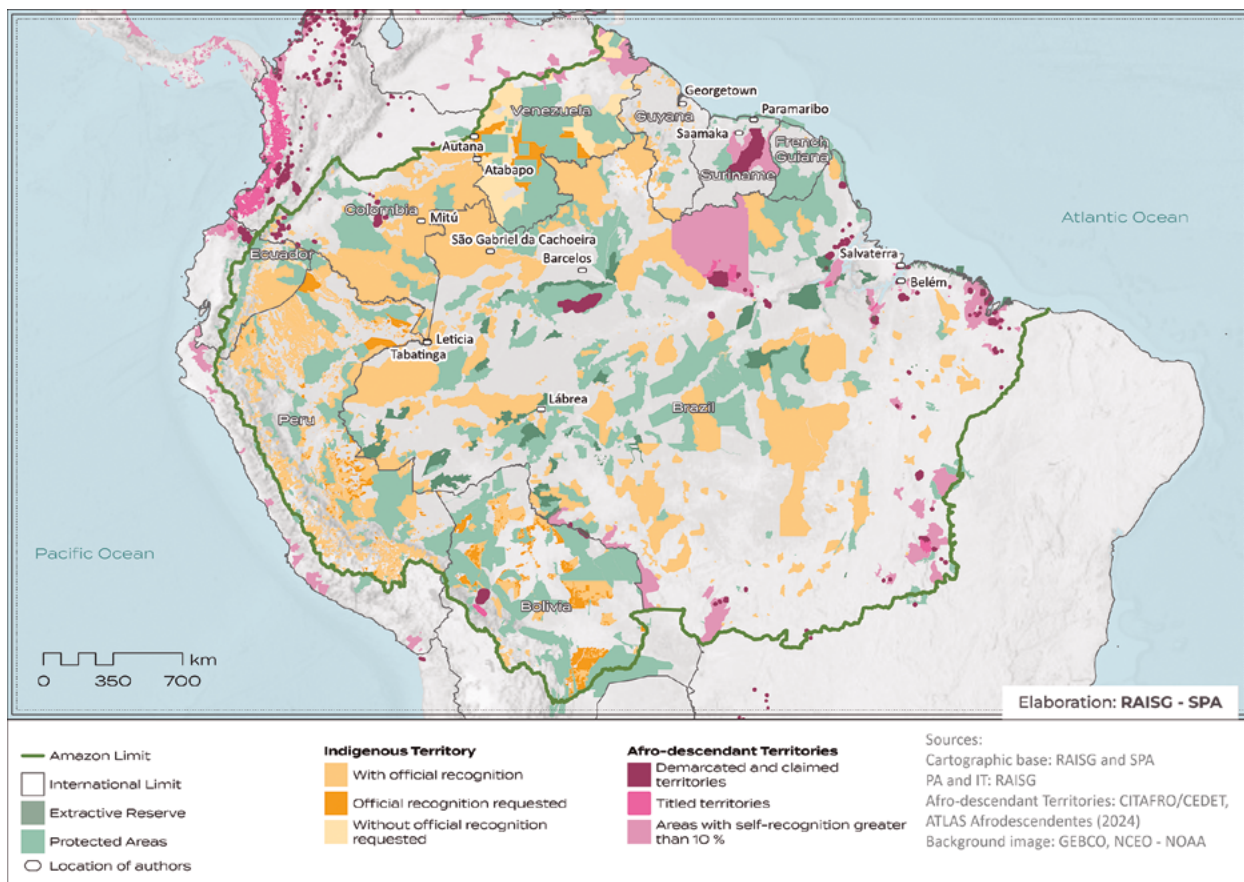 Georgetown
Paramaribo
Venezuela
Guyana
Saamaka
French
Guiana
Autana
Suriname
Atabapo
Colombia
Mitú
Atlantic Ocean
São Gabriel da Cachoeira
Ecuador
Barcelos
Salvaterra
Belém
Leticia
Tabatinga
Lábrea
Brazil
Peru
Pacific Ocean
Bolivia
km
0 350 700
Elaboration: RAISG - SPA
Amazon Limit
International Limit
Extractive Reserve
Protected Areas
Location of authors
Indigenous Territory
With official recognition
Official recognition requested
Without official recognition
requested
Afro-descendant Territories
Demarcated and claimed
territories
Titled territories
Areas with self-recognition greater
than 10 %
Sources:
Cartographic base: RAISG and SPA
PA and IT: RAISG
Afro-descendant Territories: CITAFRO/CEDET,
ATLAS Afrodescendentes (2024)
Background image: GEBCO, NCEO - NOAA